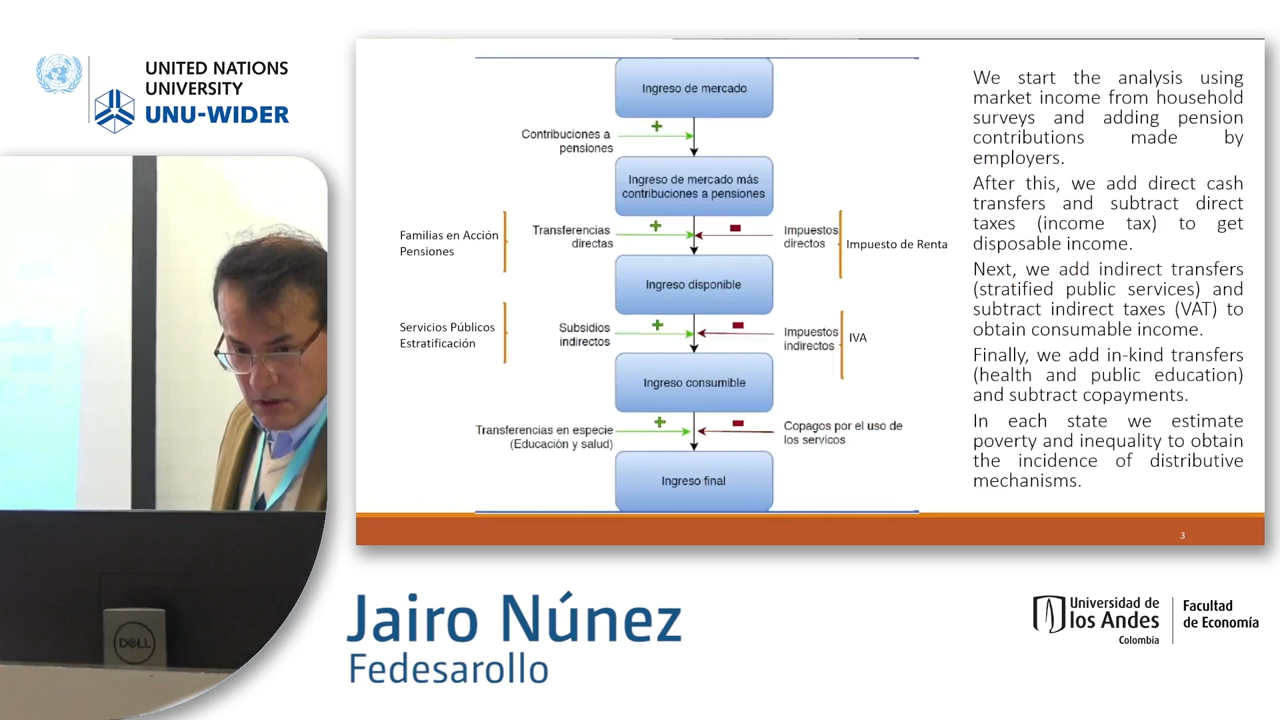 UNITED NATIONS
UNIVERSITY
UNU-WIDER
Ingreso de mercado
Contribuciones a
pensiones
Ingreso de mercado más
contribuciones a pensiones
Familias en Acción
Pensiones
Transferencias
directas
Impuestos
directos
Impuesto de Renta
Ingreso disponible
Servicios Públicos
Estratificación
Subsidios
indirectos
Impuestos
indirectos
IVA
Ingreso consumible
Transferencias en especie
(Educación y salud)
Copagos por el uso de
los servicos
Ingreso final
We start the analysis using
market income from household
surveys and adding pension
contributions made by
employers.
After this, we add direct cash
transfers and subtract direct
taxes (income tax) to get
disposable income.
Next, we add indirect transfers
(stratified public services) and
subtract indirect taxes (VAT) to
obtain consumable income.
Finally, we add in-kind transfers
(health and public education)
and subtract copayments.
In each state we estimate
poverty and inequality to obtain
the incidence of distributive
mechanisms.
3
DELL
Jairo Núnez
Fedesarollo
Universidad de
los Andes
Colombia
Facultad
de Economía